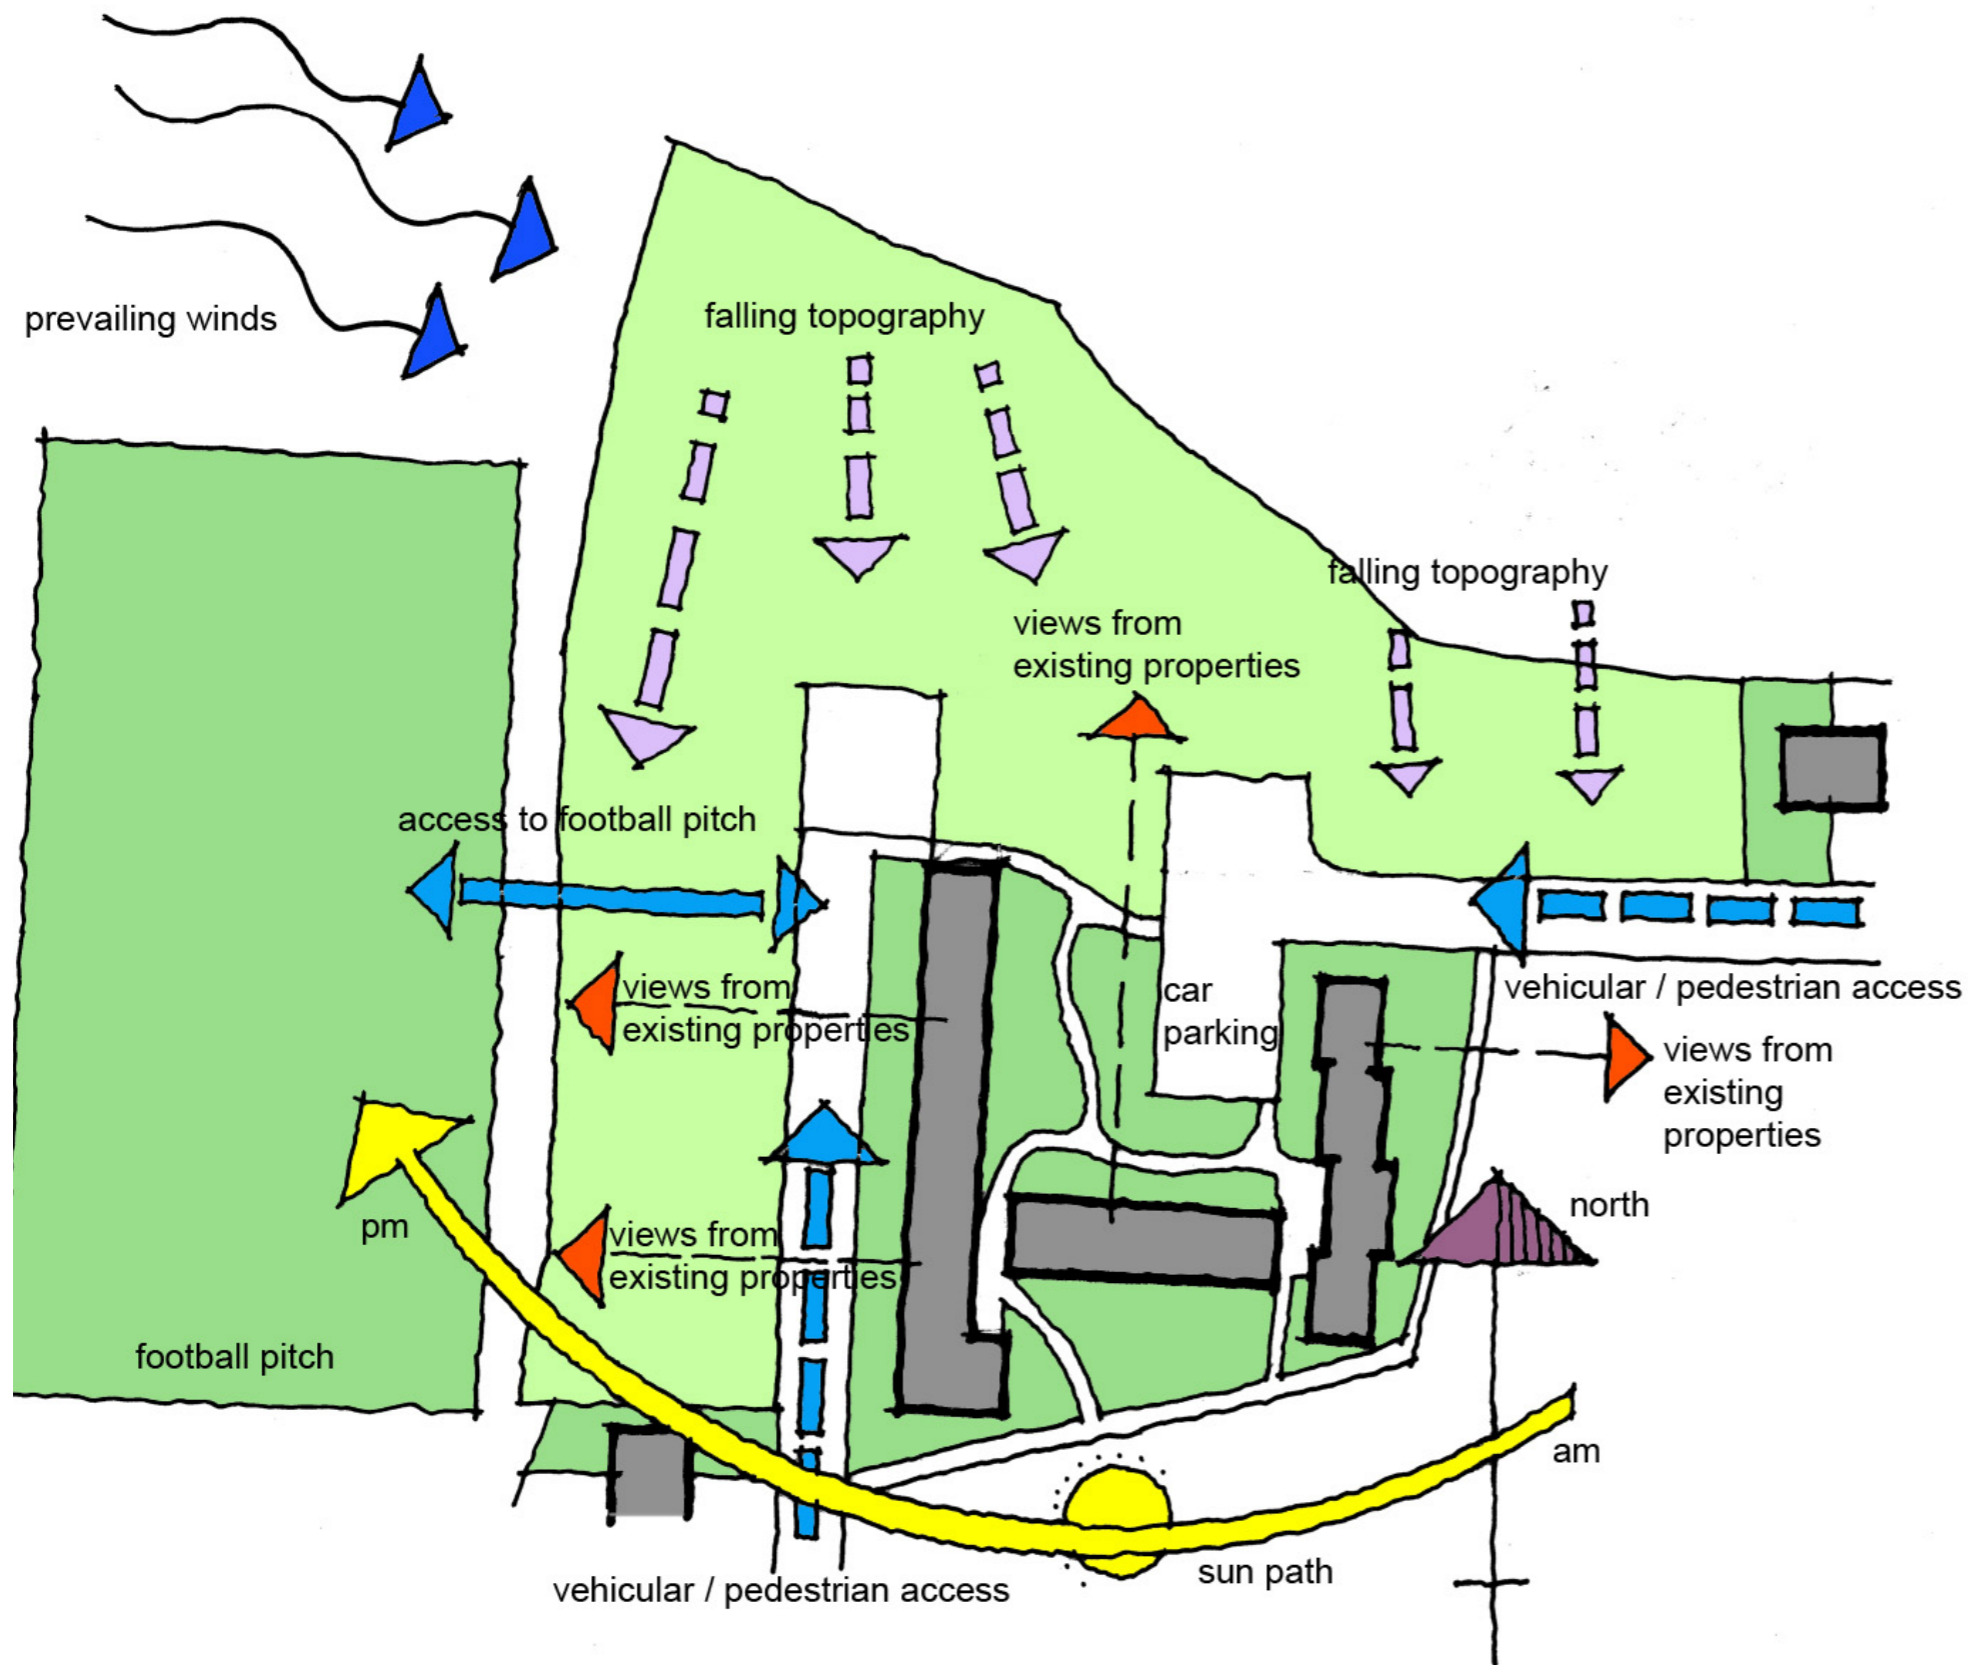 prevailing winds
falling topography
falling topography
views from
existing properties
access to football pitch
views from
existing properties
car
parking
vehicular / pedestrian access
views from
existing
properties
north
pm
views from
existing properties
football pitch
am
sun path
vehicular / pedestrian access